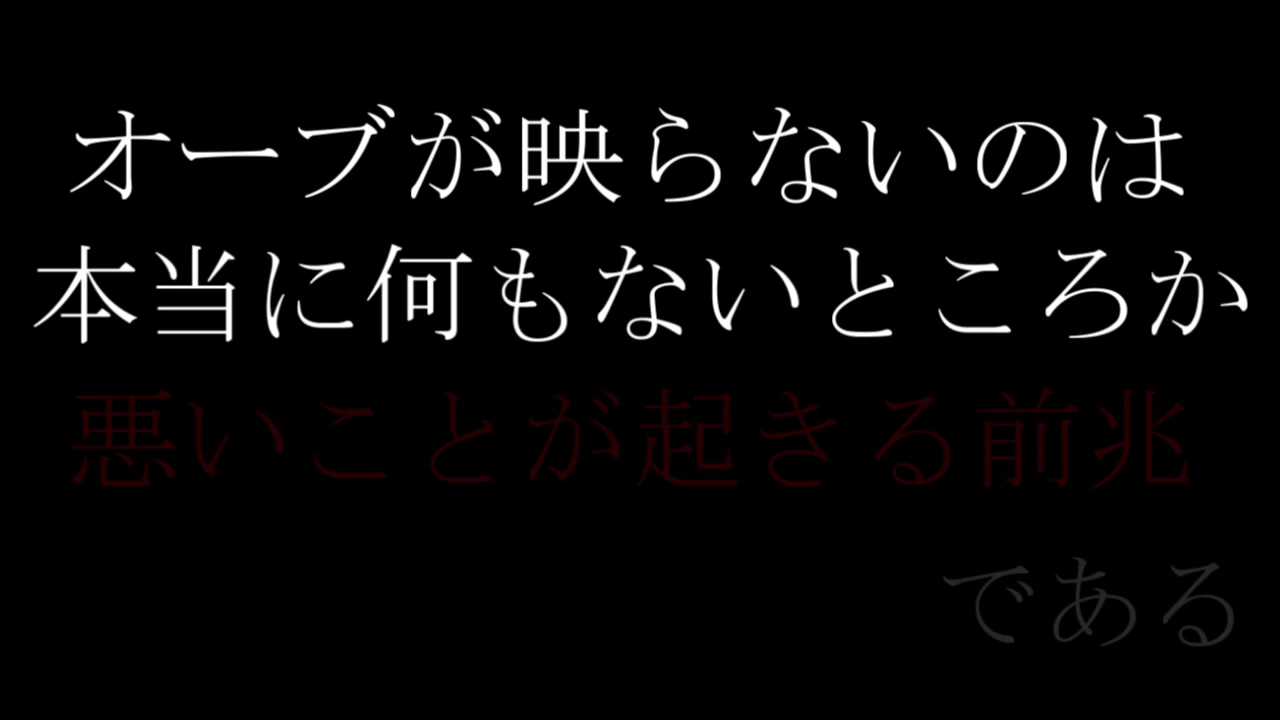 オーブが映らないのは
本当に何もないところか
悪いことが起きる前兆
である